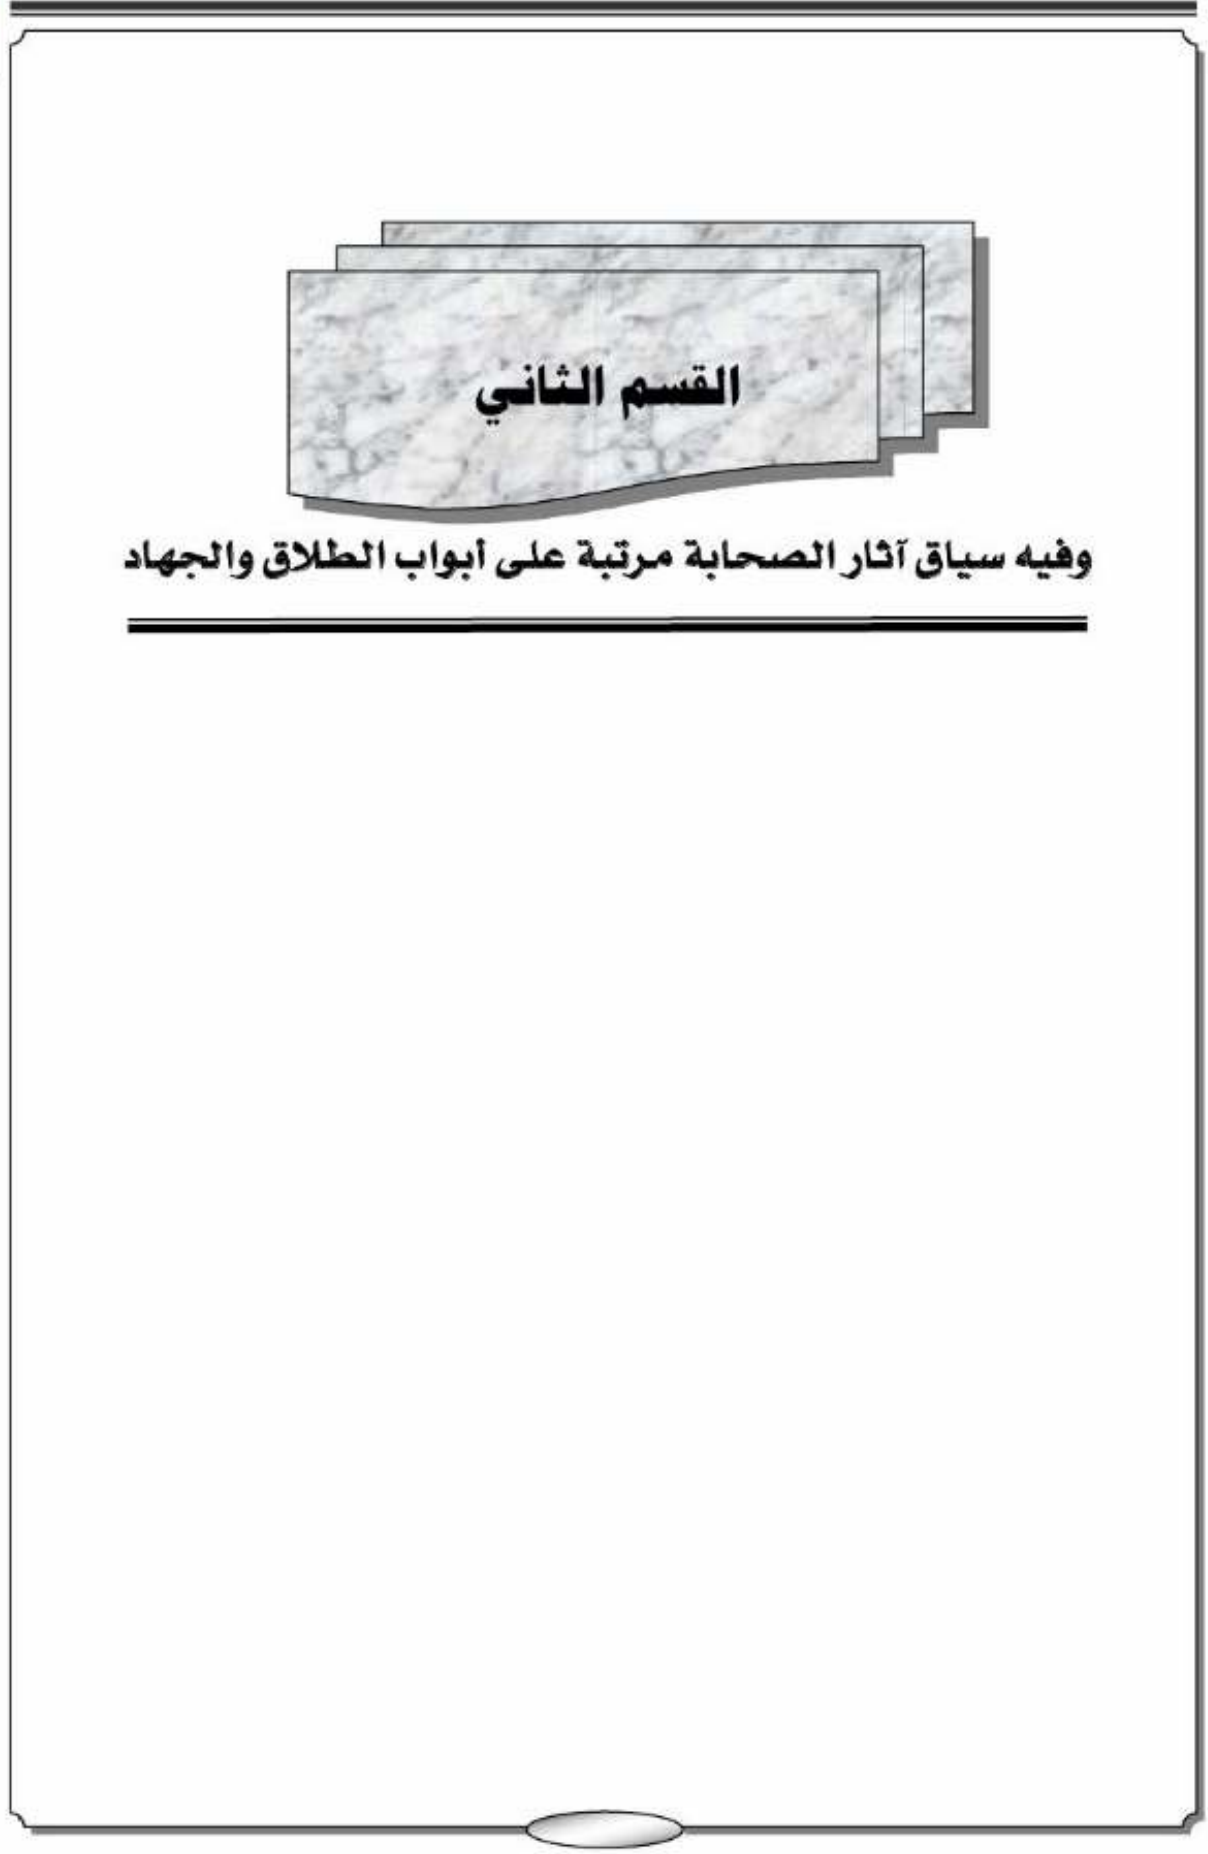 القسم الثاني
وفيه سياق آثار الصحابة مرتبة على أبواب الطلاق والجهاد